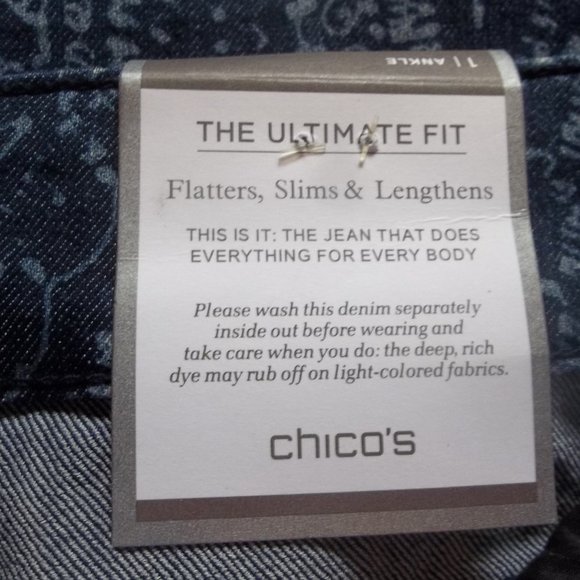 1 | ANKLE
THE ULTIMATE FIT
Flatters, Slims & Lengthens
THIS IS IT: THE JEAN THAT DOES
EVERYTHING FOR EVERY BODY
Please wash this denim separately
inside out before wearing and
take care when you do: the deep, rich
dye may rub off on light-colored fabrics.
chico's